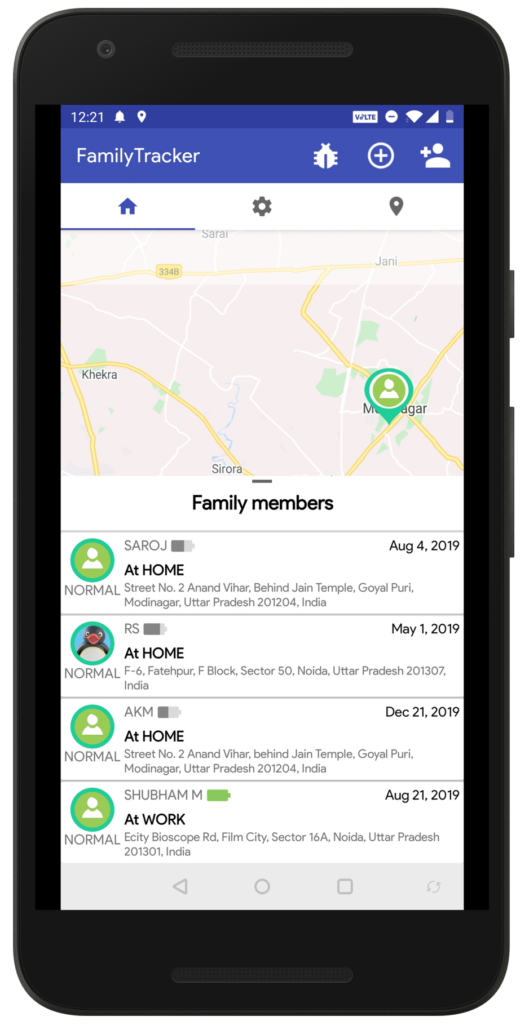 12:21
VoLTE
FamilyTracker
Sarai
334B
Jani
Khekra
Sirora
Family members
SAROJ
Aug 4, 2019
At HOME
NORMAL
Street No. 2 Anand Vihar, Behind Jain Temple, Goyal Puri,
Modinagar, Uttar Pradesh 201204, India
RS
May 1, 2019
At HOME
NORMAL
F-6, Fatehpur, F Block, Sector 50, Noida, Uttar Pradesh 201307,
India
AKM
Dec 21, 2019
At HOME
NORMAL
Street No. 2 Anand Vihar, behind Jain Temple, Goyal Puri,
Modinagar, Uttar Pradesh 201204, India
SHUBHAM M
Aug 21, 2019
At WORK
NORMAL
Ecity Bioscope Rd, Film City, Sector 16A, Noida, Uttar Pradesh
201301, India